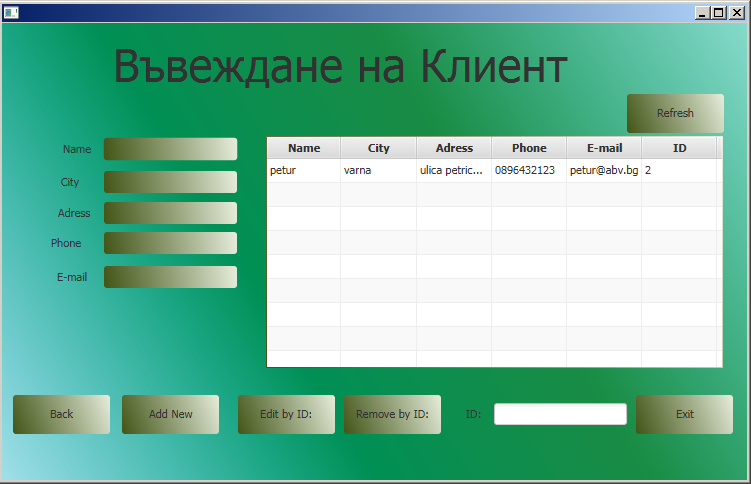 Въвеждане на Клиент
Refresh
Name
City
Adress
Phone
E-mail
Name City Adress Phone E-mail ID
petur varna ulica petric... 0896432123 petur@abv.bg 2
Back Add New Edit by ID: Remove by ID: ID: Exit